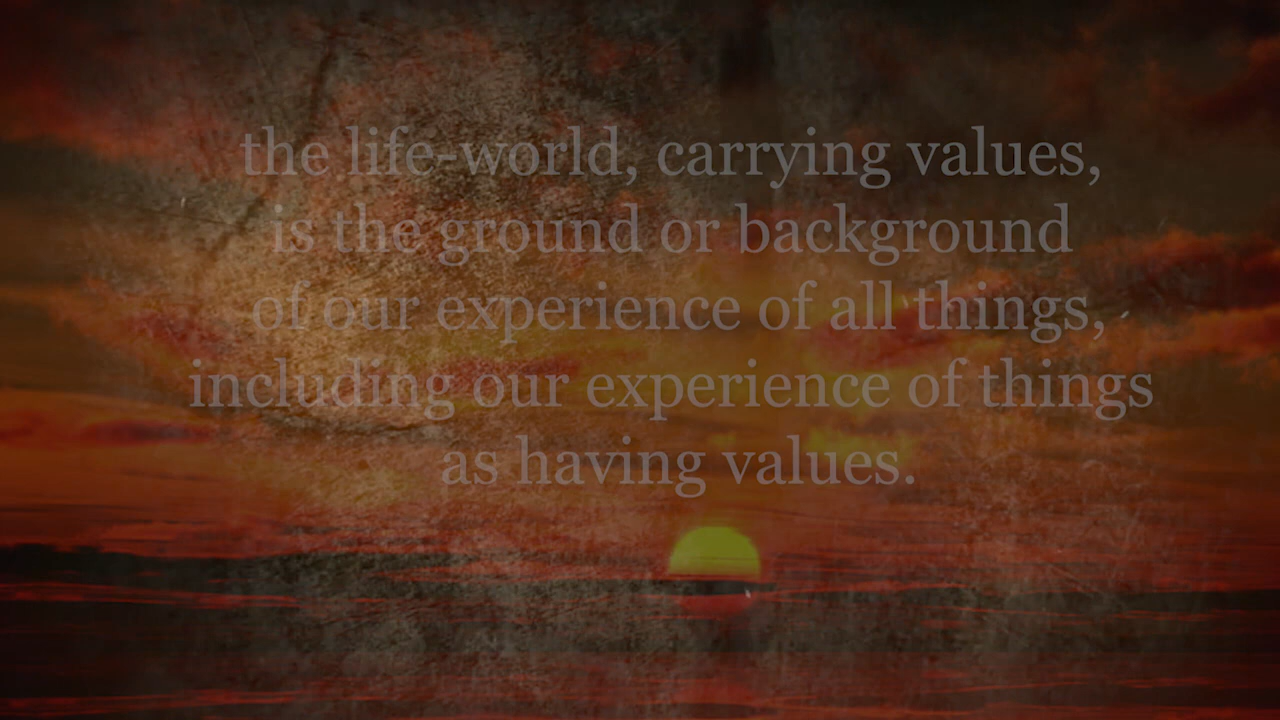 the life-world, carrying values,
is the ground or background
of our experience of all things,
including our experience of things
as having values.